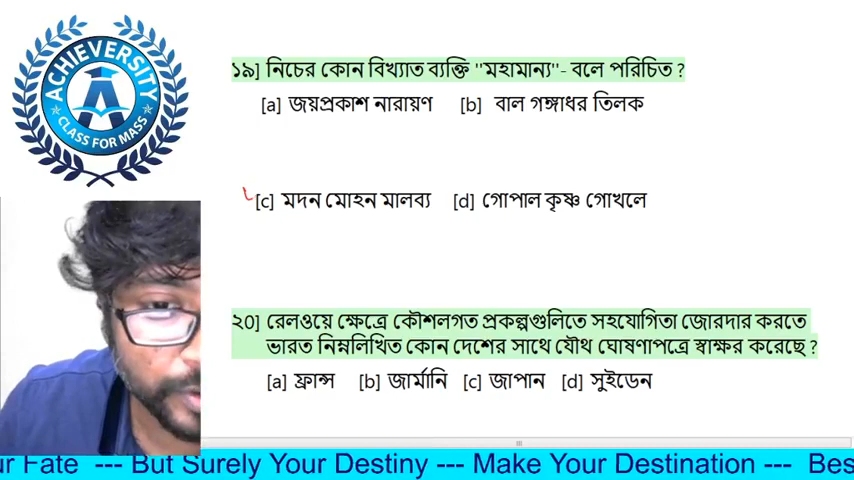 ACHIEVERSITY
CLASS FOR MASS
১৯] নিচের কোন বিখ্যাত ব্যক্তি "মহামান্য"- বলে পরিচিত ?
[a] জয়প্রকাশ নারায়ণ [b] বাল গঙ্গাধর তিলক
[c] মদন মোহন মালব্য [d] গোপাল কৃষ্ণ গোখলে
২0] রেলওয়ে ক্ষেত্রে কৌশলগত প্রকল্পগুলিতে সহযোগিতা জোরদার করতে
ভারত নিম্নলিখিত কোন দেশের সাথে যৌথ ঘোষণাপত্রে স্বাক্ষর করেছে ?
[a] ফ্রান্স [b] জার্মানি [c] জাপান [d] সুইডেন
ur Fate --- But Surely Your Destiny --- Make Your Destination --- Bes